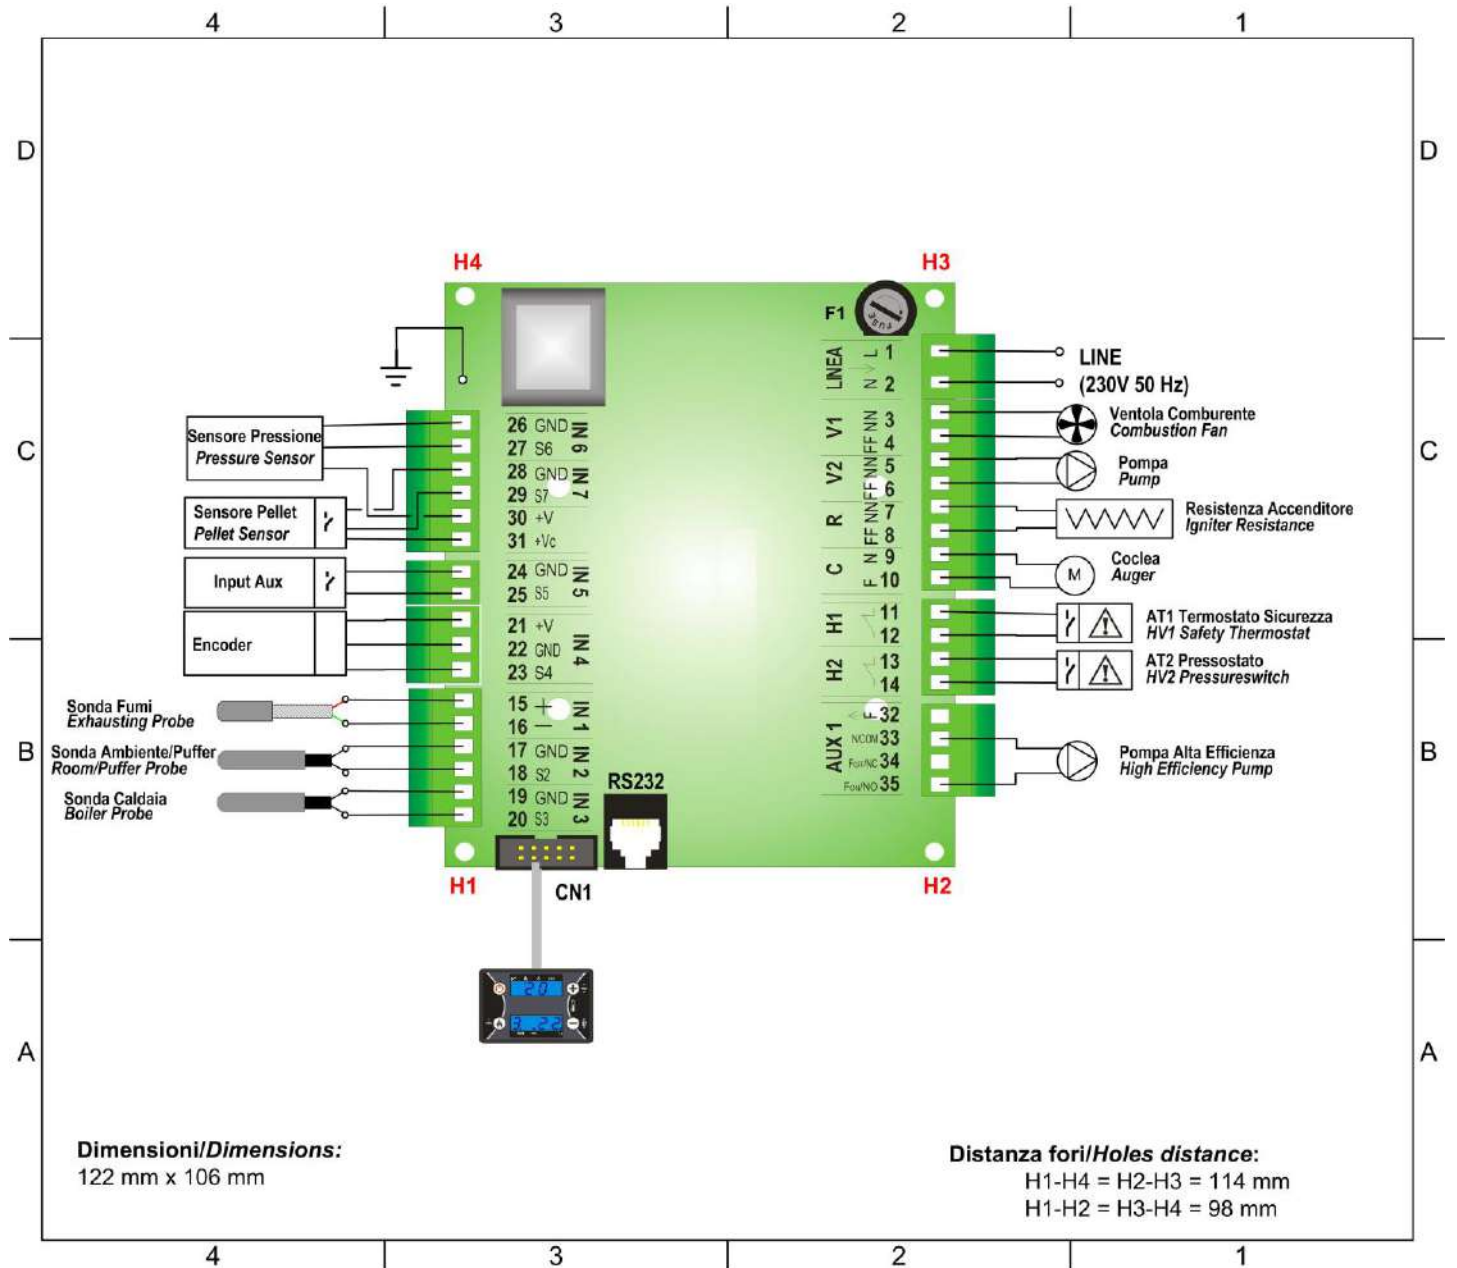 4 3 2 1
D D
H4 H3
F1
FUSE
LINEA L 1
N 2
LINE
(230V 50 Hz)
V1 NN 3
FF 4
Ventola Comburente
Combustion Fan
V2 NN 5
FF 6
Pompa
Pump
R NN 7
FF 8
Resistenza Accenditore
Igniter Resistance
C N 9
F 10
M
Coclea
Auger
H1 11
12
AT1 Termostato Sicurezza
HV1 Safety Thermostat
H2 13
14
AT2 Pressostato
HV2 Pressureswitch
AUX 1 F 32
NCOM 33
Fon/NC 34
Fon/NO 35
Pompa Alta Efficienza
High Efficiency Pump
C C
Sensore Pressione
Pressure Sensor
26 GND
27 S6
IN 6
Sensore Pellet
Pellet Sensor
28 GND
29 S7
IN 7
30 +V
31 +Vc
Input Aux
24 GND
25 S5
IN 5
Encoder
21 +V
22 GND
23 S4
IN 4
Sonda Fumi
Exhausting Probe
15 +
16 −
IN 1
Sonda Ambiente/Puffer
Room/Puffer Probe
17 GND
18 S2
IN 2
Sonda Caldaia
Boiler Probe
19 GND
20 S3
IN 3
B B
RS232
H1 H2
CN1
20
A A
Dimensioni/Dimensions:
122 mm x 106 mm
Distanza fori/Holes distance:
H1-H4 = H2-H3 = 114 mm
H1-H2 = H3-H4 = 98 mm
4 3 2 1